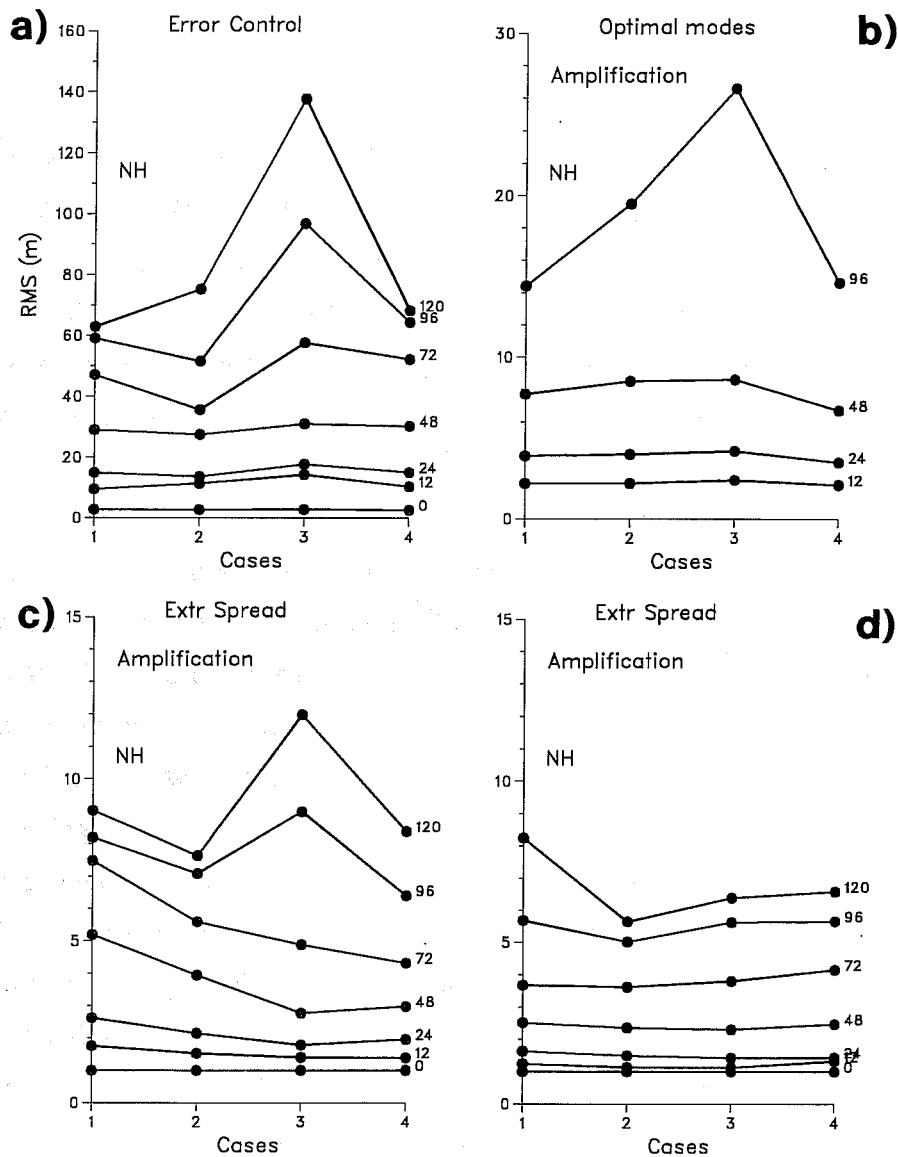 a)
Error Control
160
140
120
100
80
60
40
20
0
RMS (m)
NH
120
96
72
48
24
12
0
1 2 3 4
Cases
b)
Optimal modes
Amplification
NH
30
20
10
0
96
48
24
12
1 2 3 4
Cases
c)
Extr Spread
Amplification
NH
15
10
5
0
120
96
72
48
24
12
0
1 2 3 4
Cases
d)
Extr Spread
Amplification
NH
15
10
5
0
120
96
72
48
24
12
0
1 2 3 4
Cases